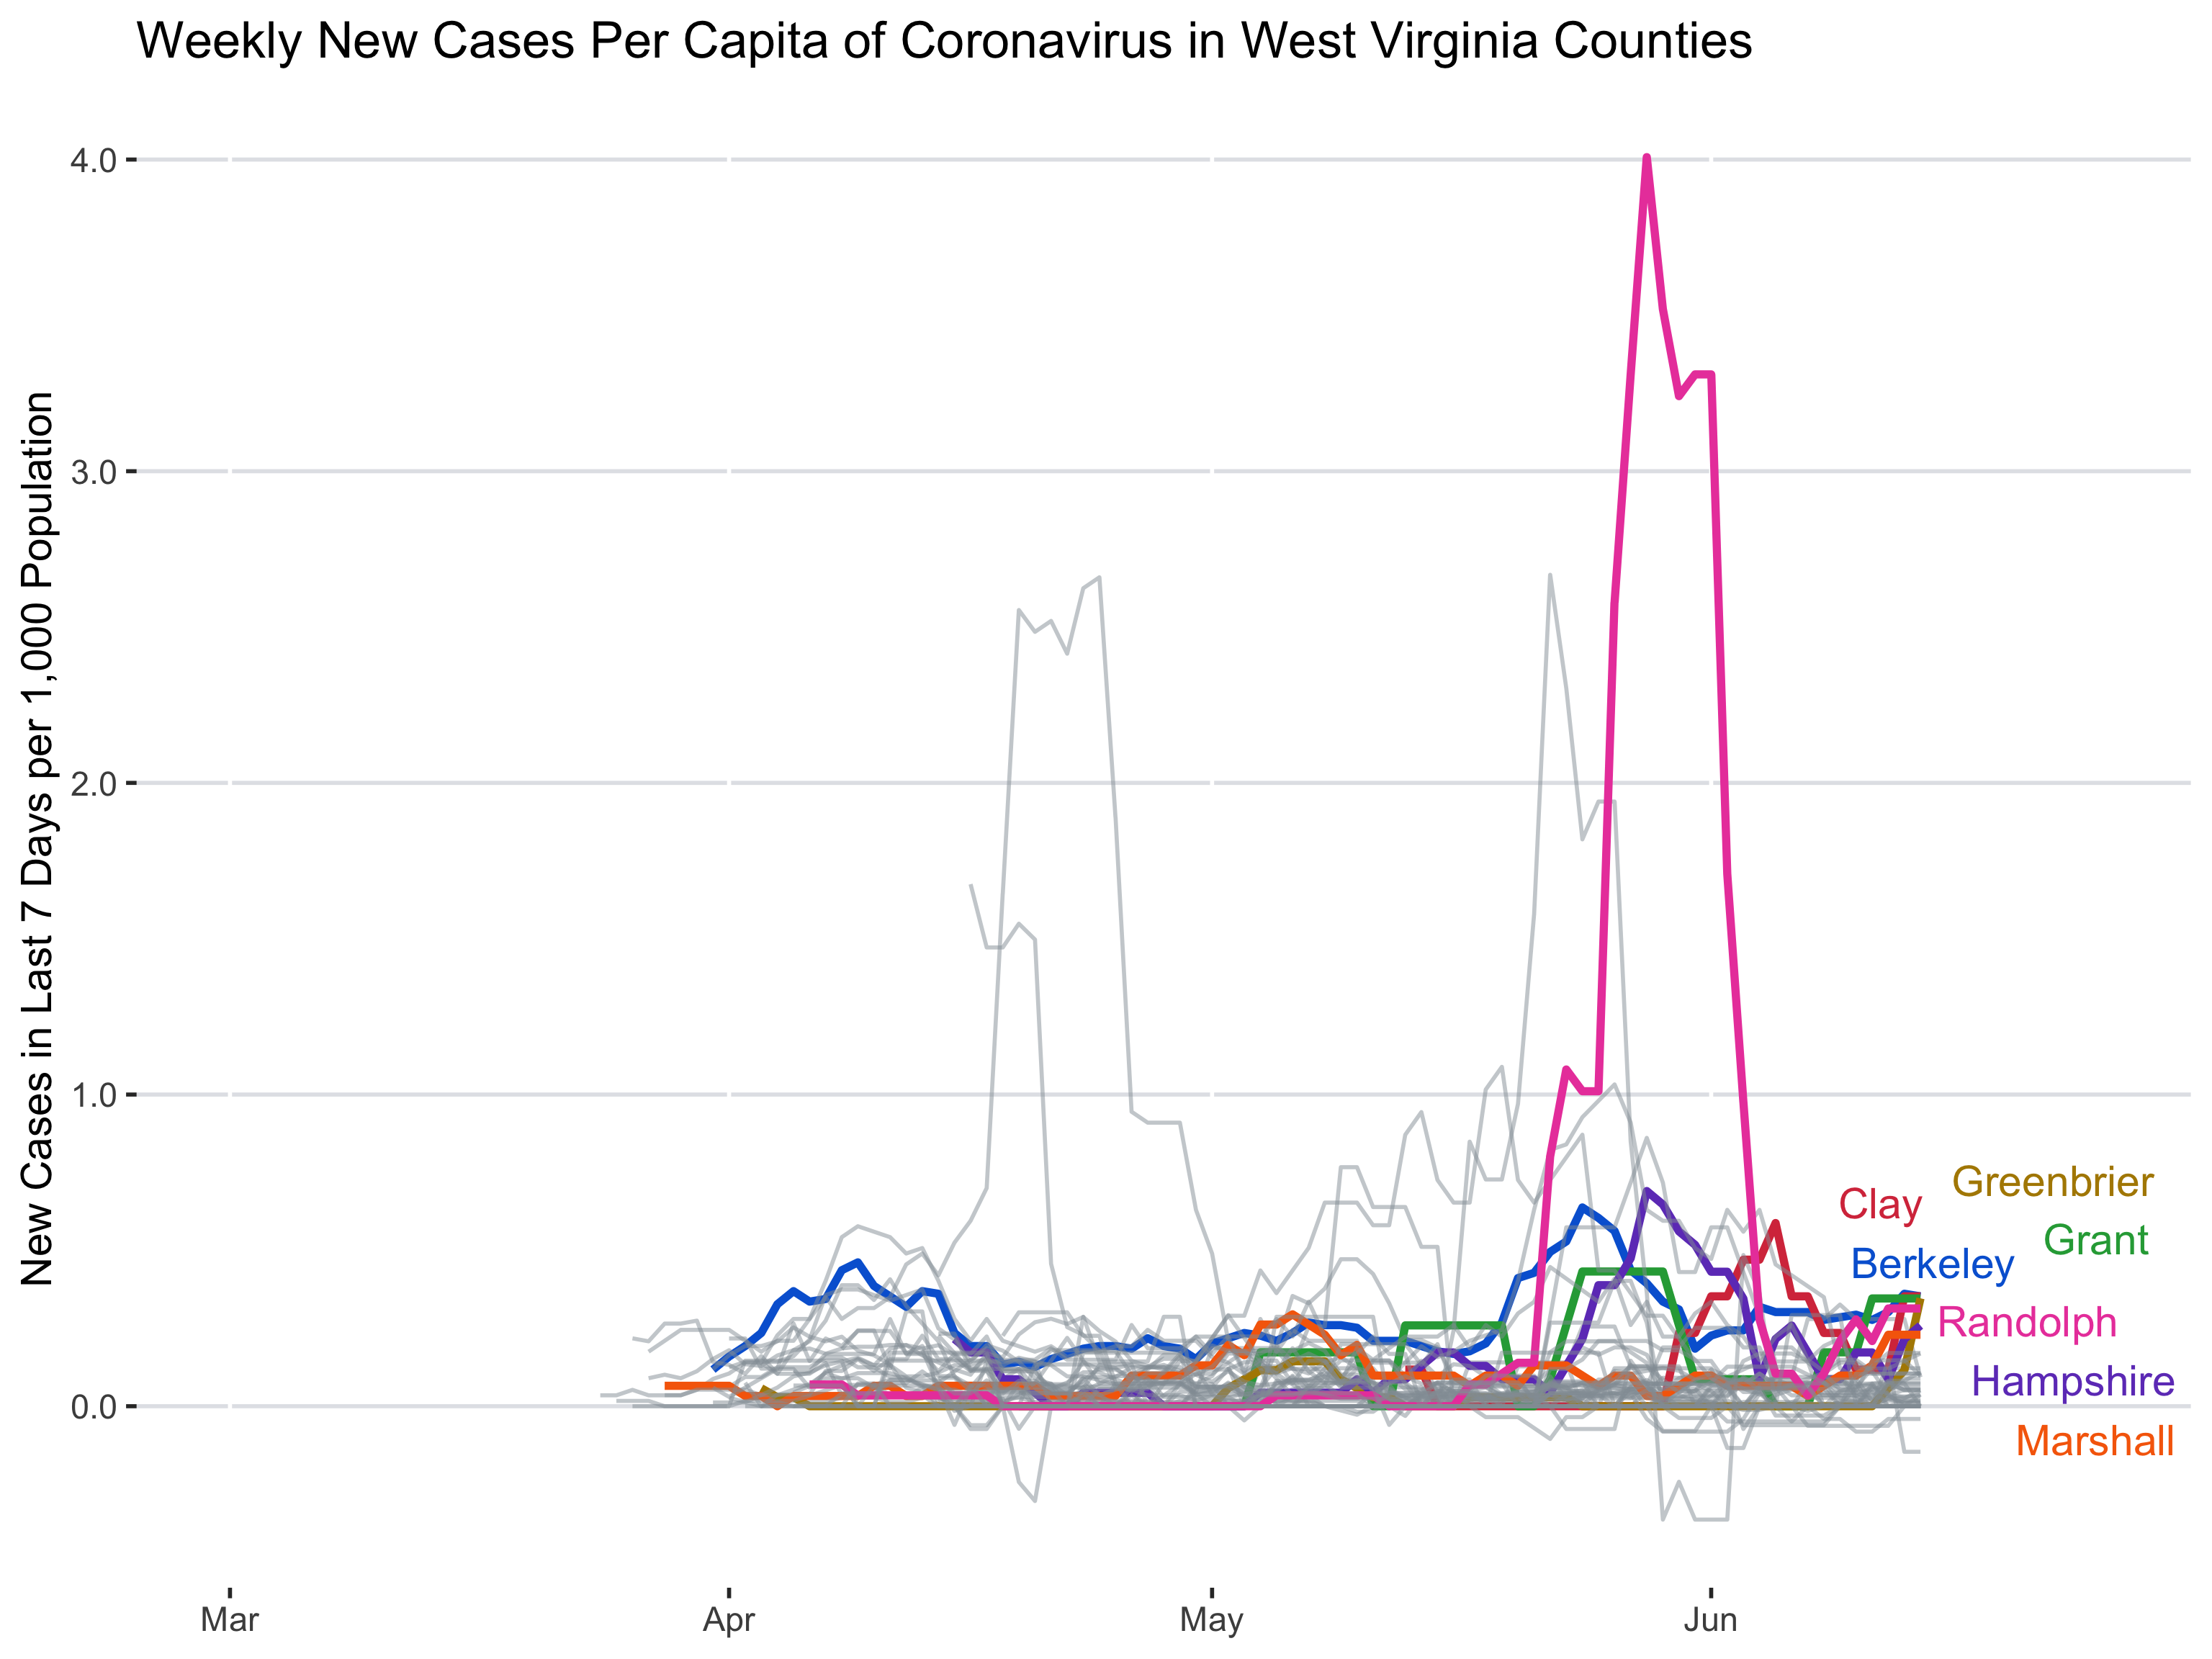 Weekly New Cases Per Capita of Coronavirus in West Virginia Counties
New Cases in Last 7 Days per 1,000 Population
4.0
3.0
2.0
1.0
0.0
Greenbrier
Clay
Grant
Berkeley
Randolph
Hampshire
Marshall
Mar
Apr
May
Jun